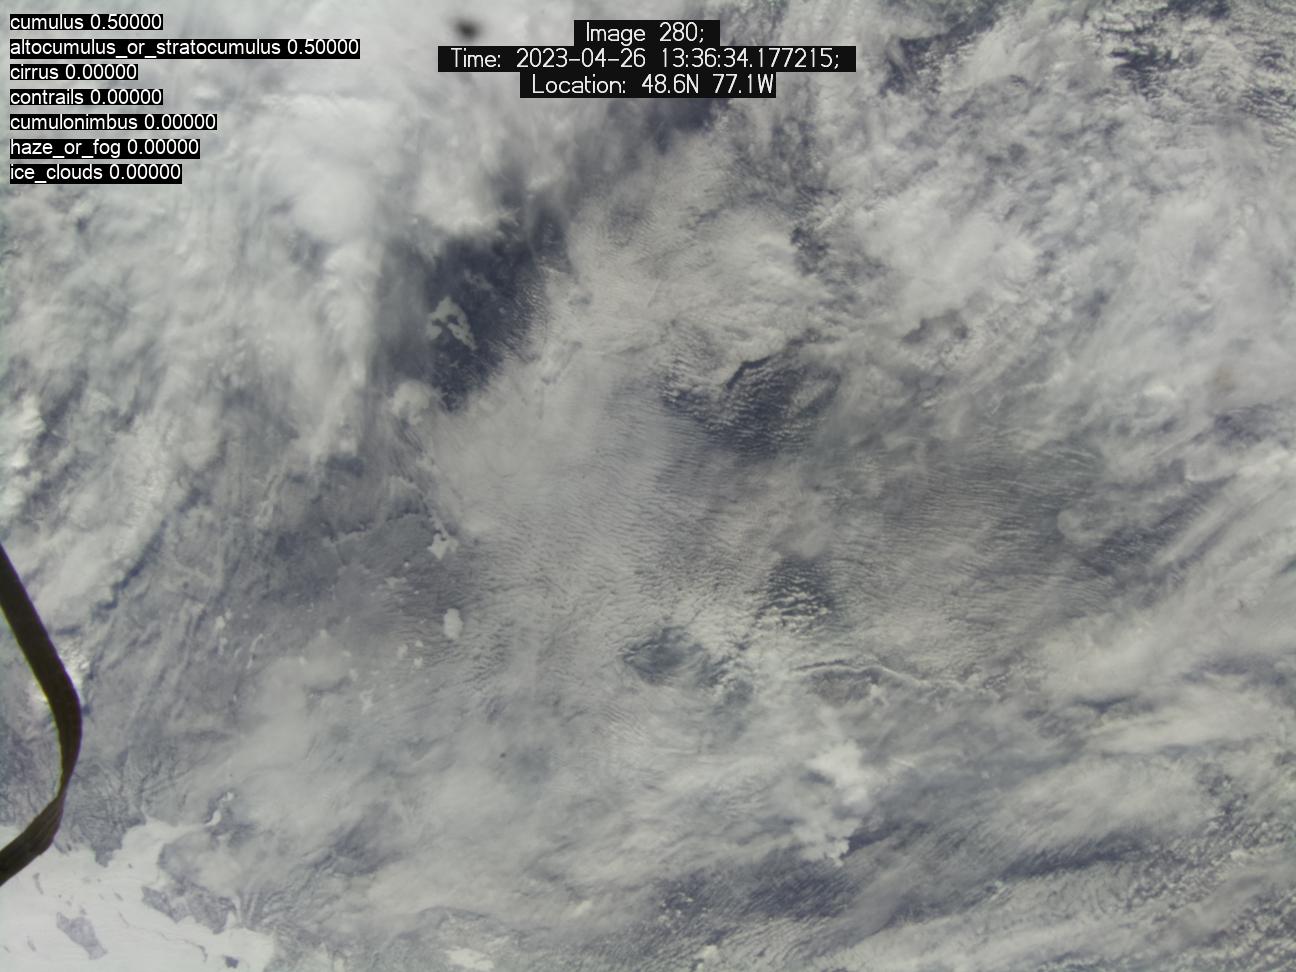 cumulus 0.50000
altocumulus_or_stratocumulus 0.50000
cirrus 0.00000
contrails 0.00000
cumulonimbus 0.00000
haze_or_fog 0.00000
ice_clouds 0.00000
Image 280;
Time: 2023-04-26 13:36:34.177215;
Location: 48.6N 77.1W